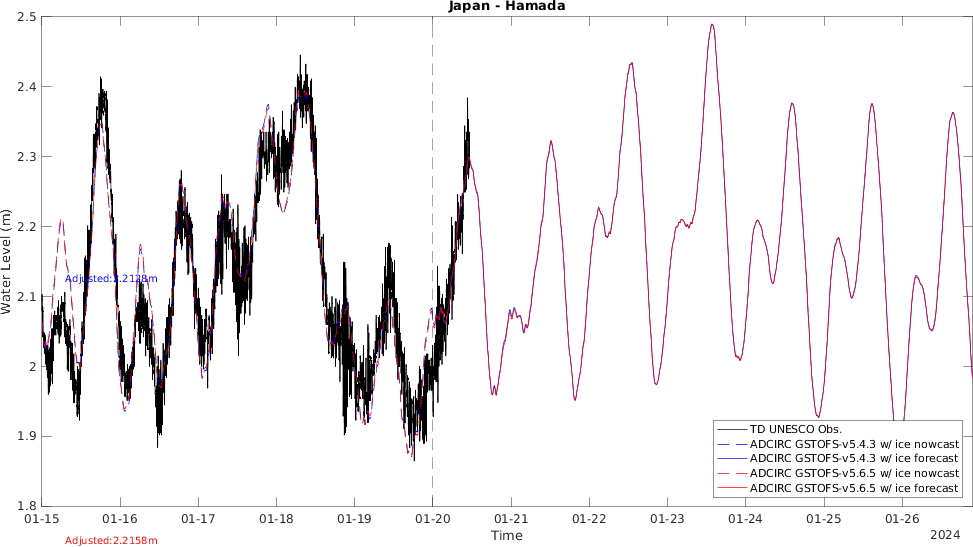 Japan - Hamada
Water Level (m)
2.5
2.4
2.3
2.2
2.1
2
1.9
1.8
Adjusted:2.2128m
TD UNESCO Obs.
ADCIRC GSTOFS-v5.4.3 w/ ice nowcast
ADCIRC GSTOFS-v5.4.3 w/ ice forecast
ADCIRC GSTOFS-v5.6.5 w/ ice nowcast
ADCIRC GSTOFS-v5.6.5 w/ ice forecast
01-15 01-16 01-17 01-18 01-19 01-20 01-21 01-22 01-23 01-24 01-25 01-26
Time
2024
Adjusted:2.2158m